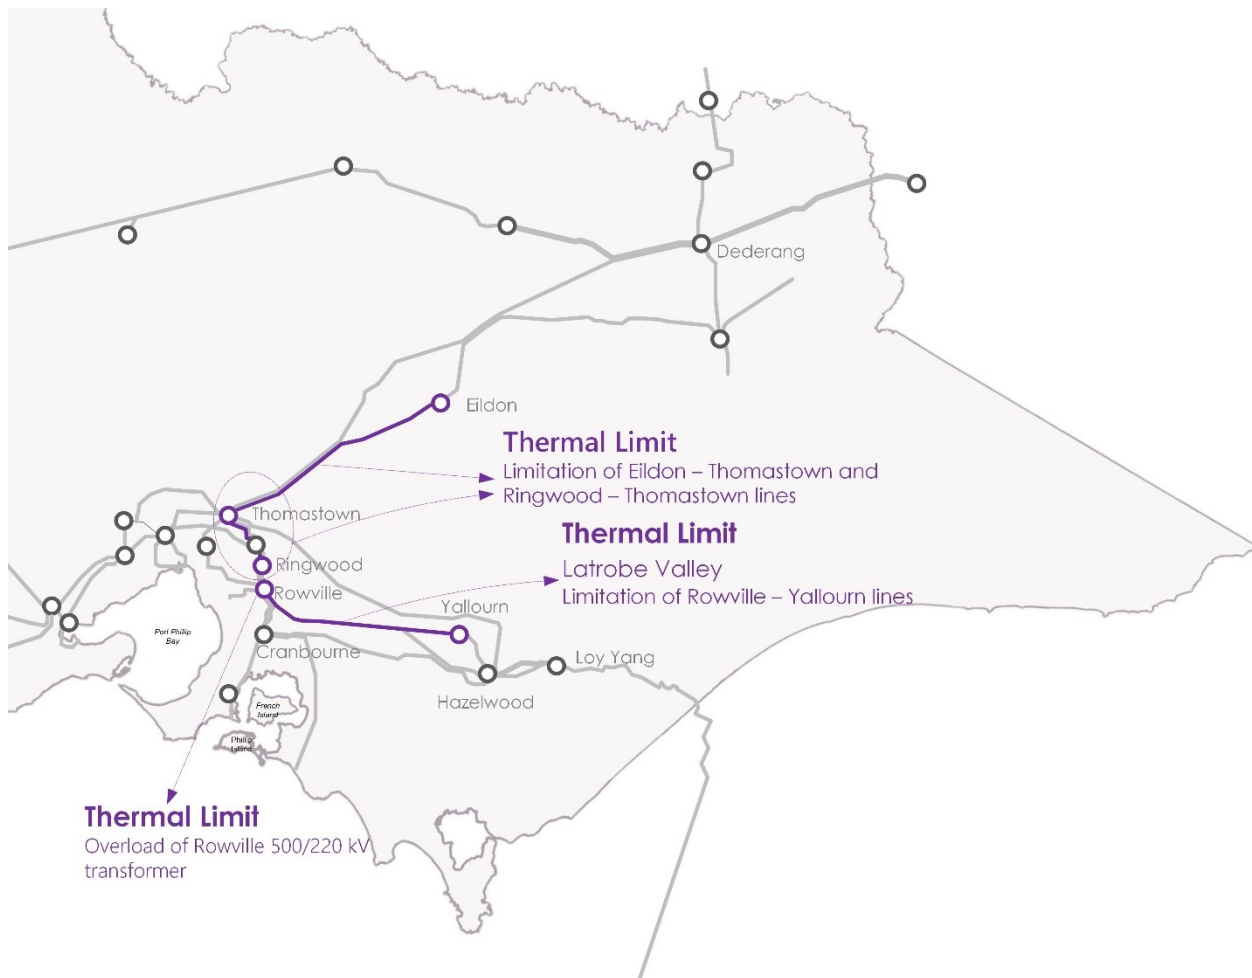 Dederang
Eildon
Thermal Limit
Limitation of Eildon – Thomastown and
Ringwood – Thomastown lines
Thomastown
Thermal Limit
Ringwood
Latrobe Valley
Rowville
Limitation of Rowville – Yallourn lines
Yallourn
Port Phillip
Bay
Cranbourne
Loy Yang
Hazelwood
French
Island
Phillip
Island
Thermal Limit
Overload of Rowville 500/220 kV
transformer